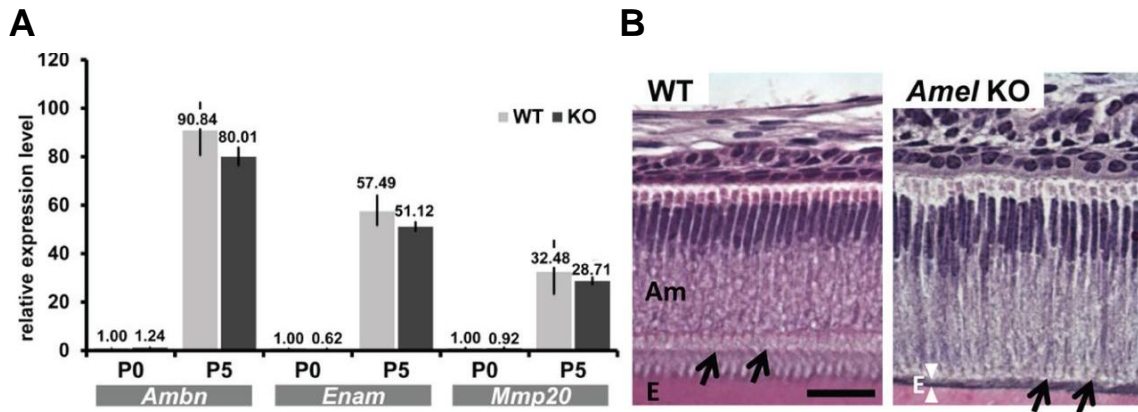 A
120
100
80
60
40
20
0
relative expression level
WT KO
90.84
80.01
57.49
51.12
32.48
28.71
1.00 1.24
1.00 0.62
1.00 0.92
P0 P5 P0 P5 P0 P5
Ambn Enam Mmp20
B
WT
Amel KO
Am
E
E